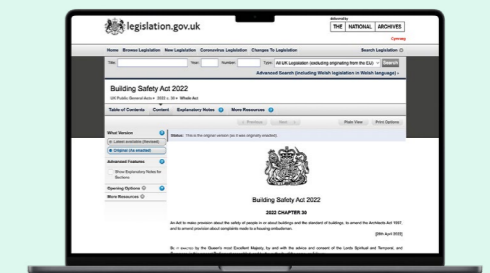 legislation.gov.uk
delivered by
THE NATIONAL ARCHIVES
Cymraeg
Home Browse Legislation New Legislation Coronavirus Legislation Changes To Legislation Search Legislation
Title: Year: Number: Type: All UK Legislation (excluding originating from the EU) Search
Advanced Search (including Welsh legislation in Welsh language)
Building Safety Act 2022
UK Public General Acts 2022 c. 30 Whole Act
Table of Contents Content Explanatory Notes More Resources
Previous Next Plain View Print Options
What Version
Latest available (Revised)
Original (As enacted)
Status: This is the original version (as it was originally enacted).
Advanced Features
Show Explanatory Notes for
Sections
Opening Options
More Resources
Building Safety Act 2022
2022 CHAPTER 30
An Act to make provision about the safety of people in or about buildings and the standard of buildings, to amend the Architects Act 1997,
and to amend provision about complaints made to a housing ombudsman.
[28th April 2022]
by the Queen's most Excellent Majesty, by and with the advice and consent of the Lords Spiritual and Temporal, and